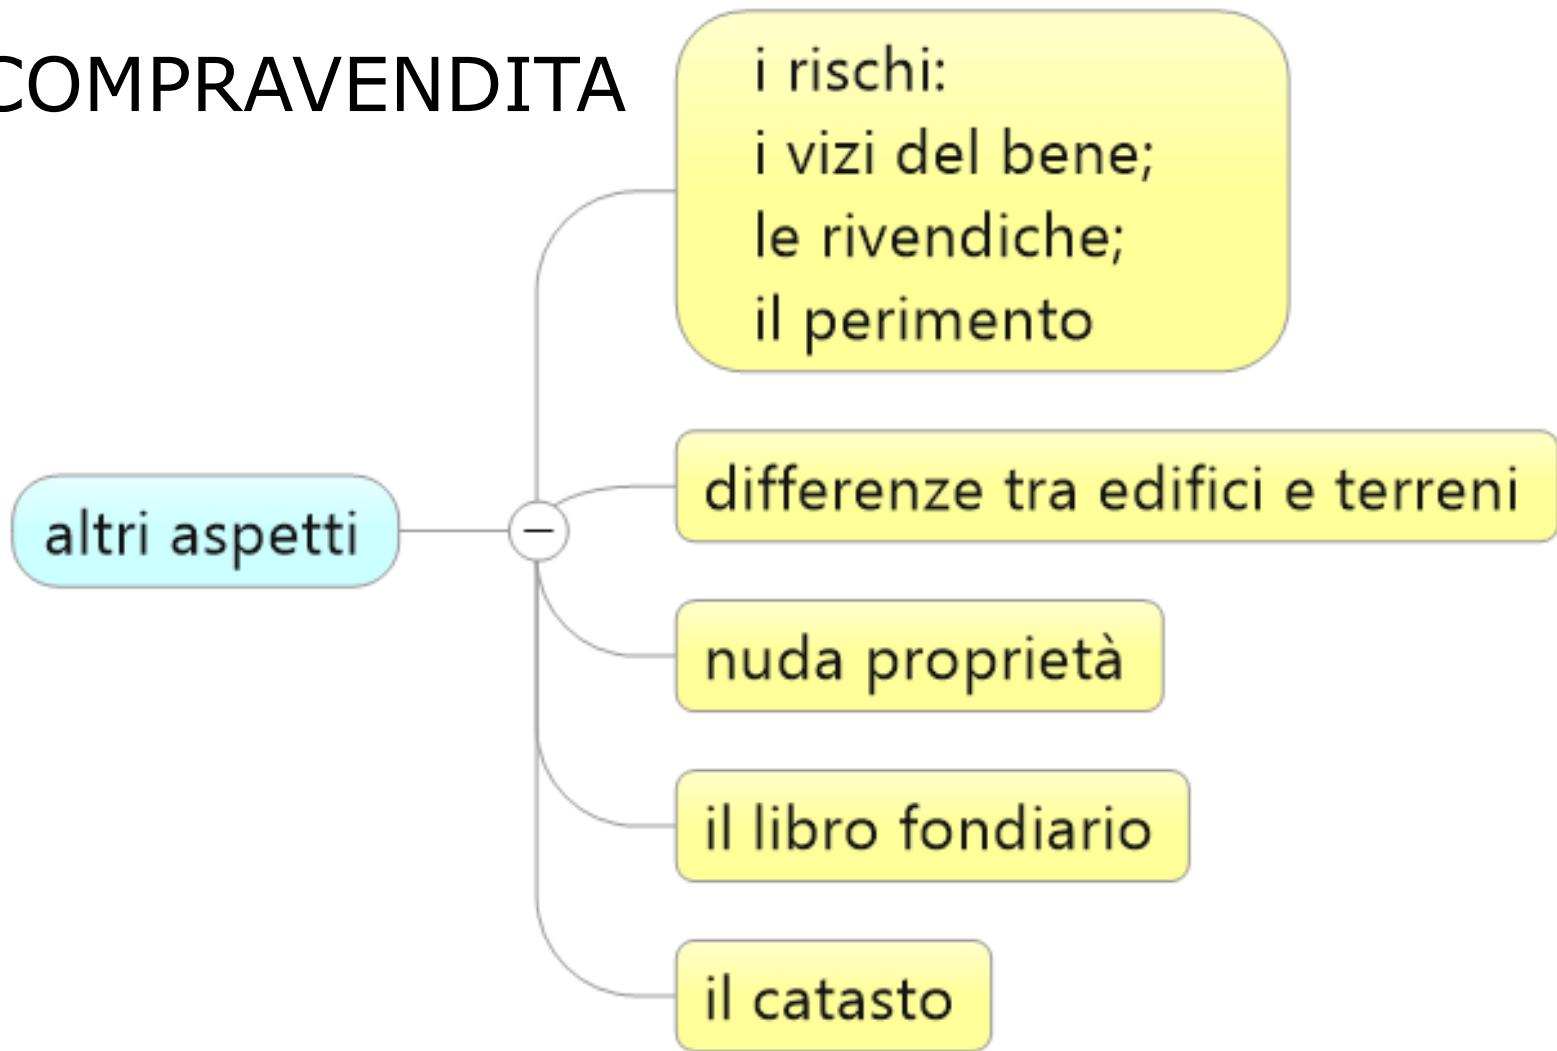 COMPRAVENDITA
i rischi:
i vizi del bene;
le rivendiche;
il perimento
differenze tra edifici e terreni
altri aspetti
nuda proprietà
il libro fondiario
il catasto